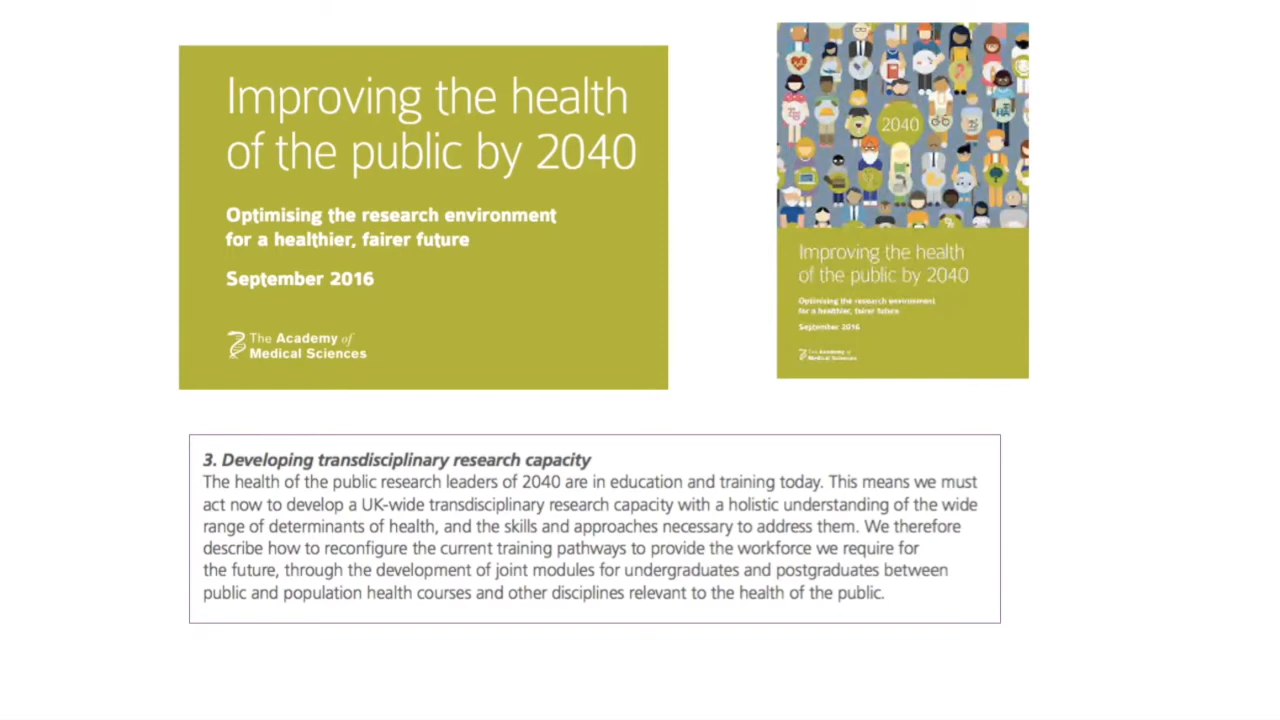 Improving the health
of the public by 2040
Optimising the research environment
for a healthier, fairer future
September 2016
The Academy of
Medical Sciences
2040
Improving the health
of the public by 2040
Optimising the research environment
for a healthier, fairer future
September 2016
The Academy of
Medical Sciences
3. Developing transdisciplinary research capacity
The health of the public research leaders of 2040 are in education and training today. This means we must
act now to develop a UK-wide transdisciplinary research capacity with a holistic understanding of the wide
range of determinants of health, and the skills and approaches necessary to address them. We therefore
describe how to reconfigure the current training pathways to provide the workforce we require for
the future, through the development of joint modules for undergraduates and postgraduates between
public and population health courses and other disciplines relevant to the health of the public.